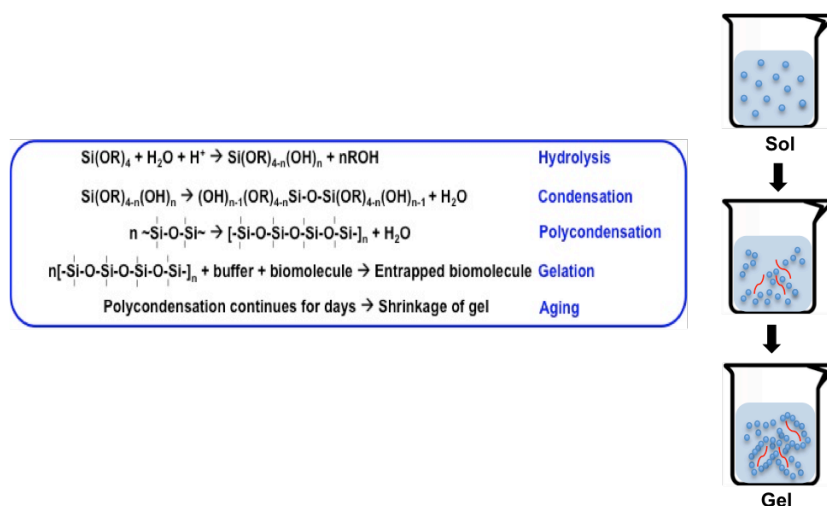 Si(OR)₄ + H₂O + H⁺ → Si(OR)₄₋ₙ(OH)ₙ + nROH Hydrolysis
Si(OR)₄₋ₙ(OH)ₙ → (OH)ₙ₋₁(OR)₄₋ₙSi-O-Si(OR)₄₋ₙ(OH)ₙ₋₁ + H₂O Condensation
n ~Si-O-Si~ → [-Si-O-Si-O-Si-O-Si-]ₙ + H₂O Polycondensation
n[-Si-O-Si-O-Si-O-Si-]ₙ + buffer + biomolecule → Entrapped biomolecule Gelation
Polycondensation continues for days → Shrinkage of gel Aging
Sol
Gel